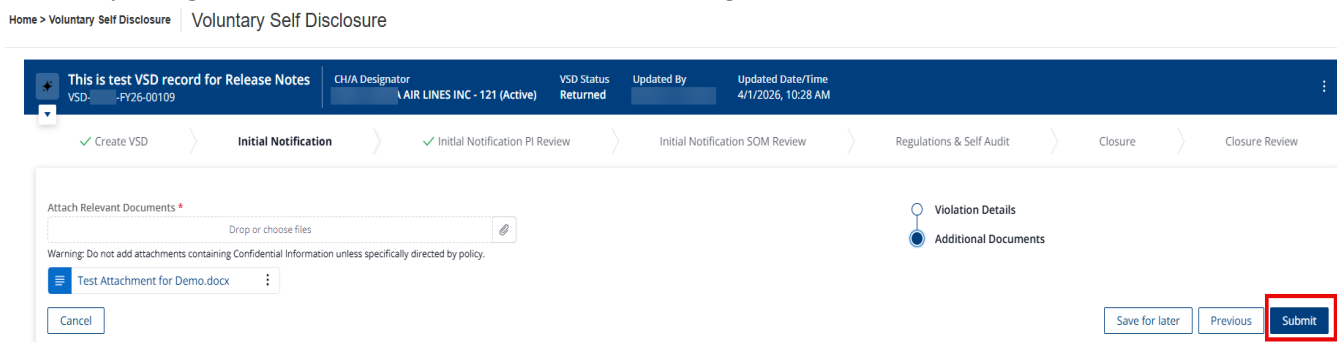 Home > Voluntary Self Disclosure Voluntary Self Disclosure
This is test VSD record for Release Notes CH/A Designator VSD Status Updated By Updated Date/Time
VSD- -FY26-00109 AIR LINES INC - 121 (Active) Returned 4/1/2026, 10:28 AM
Create VSD Initial Notification Initial Notification PI Review Initial Notification SOM Review Regulations & Self Audit Closure Closure Review
Attach Relevant Documents * Violation Details
Drop or choose files
Additional Documents
Warning: Do not add attachments containing Confidential Information unless specifically directed by policy.
Test Attachment for Demo.docx
Cancel Save for later Previous Submit